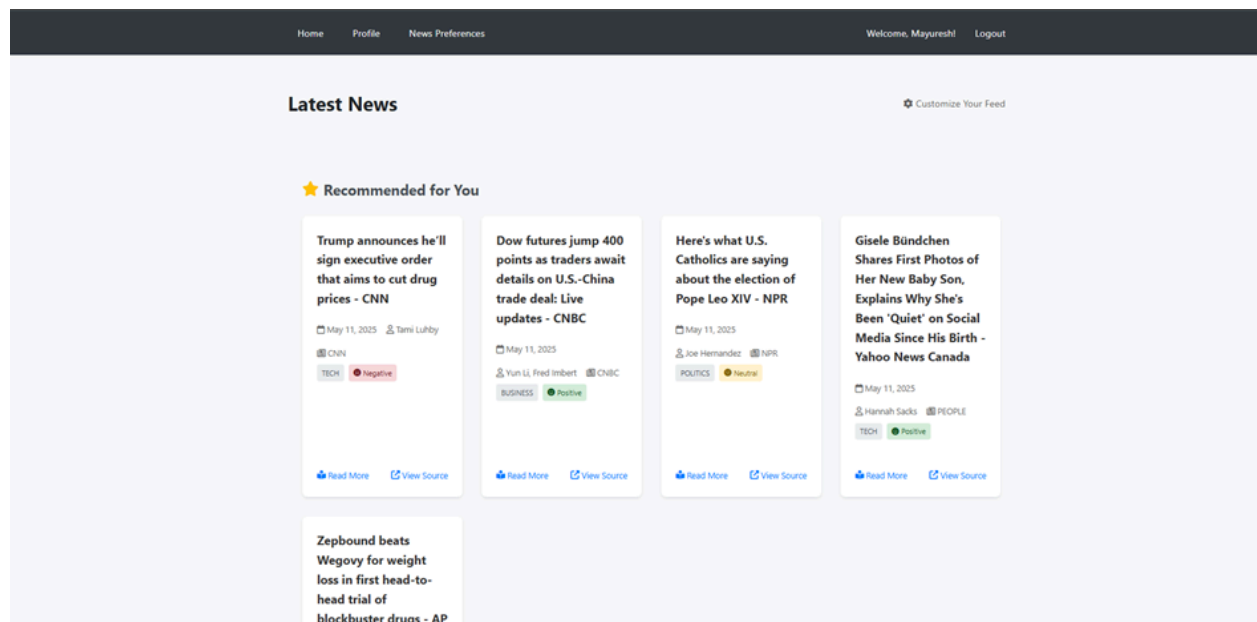 Home Profile News Preferences Welcome, Mayuresh! Logout
Latest News
Customize Your Feed
Recommended for You
Trump announces he'll
sign executive order
that aims to cut drug
prices - CNN
May 11, 2025 Tami Luhby
CNN
TECH Negative
Read More View Source
Dow futures jump 400
points as traders await
details on U.S.-China
trade deal: Live
updates - CNBC
May 11, 2025
Yun Li, Fred Imbert CNBC
BUSINESS Positive
Read More View Source
Here's what U.S.
Catholics are saying
about the election of
Pope Leo XIV - NPR
May 11, 2025
Joe Hernandez NPR
POLITICS Neutral
Read More View Source
Gisele Bündchen
Shares First Photos of
Her New Baby Son,
Explains Why She's
Been 'Quiet' on Social
Media Since His Birth -
Yahoo News Canada
May 11, 2025
Hannah Sacks PEOPLE
TECH Positive
Read More View Source
Zepbound beats
Wegovy for weight
loss in first head-to-
head trial of
blockbuster drugs - AP